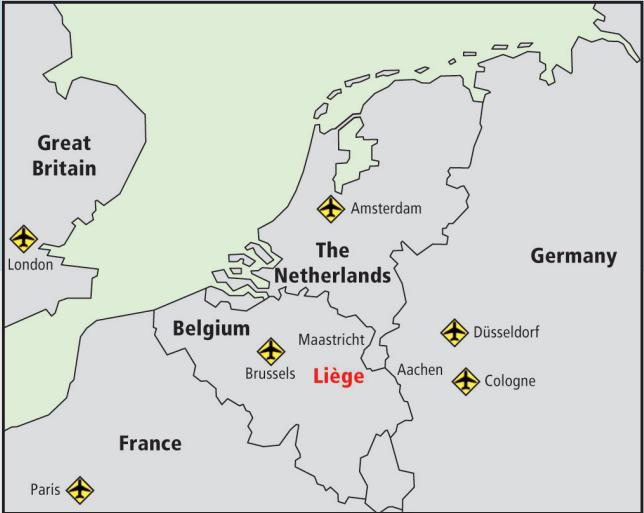 Great
Britain
London
Amsterdam
The
Netherlands
Germany
Belgium
Maastricht
Düsseldorf
Brussels
Liège
Aachen
Cologne
France
Paris